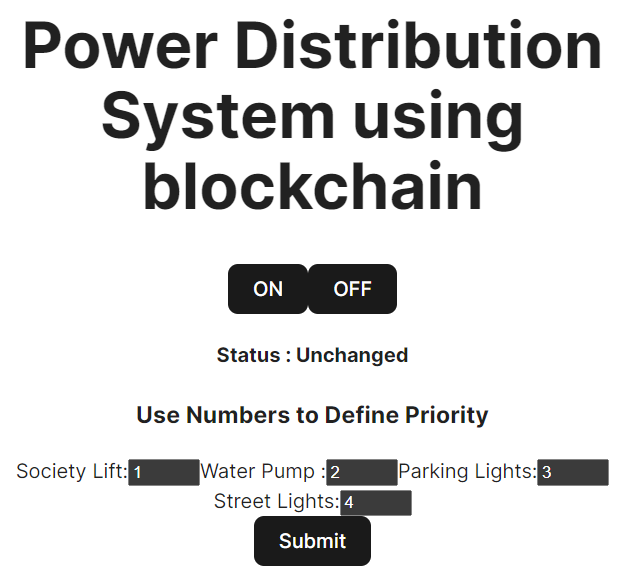 Power Distribution
System using
blockchain
ON OFF
Status : Unchanged
Use Numbers to Define Priority
Society Lift: 1 Water Pump : 2 Parking Lights: 3
Street Lights: 4
Submit